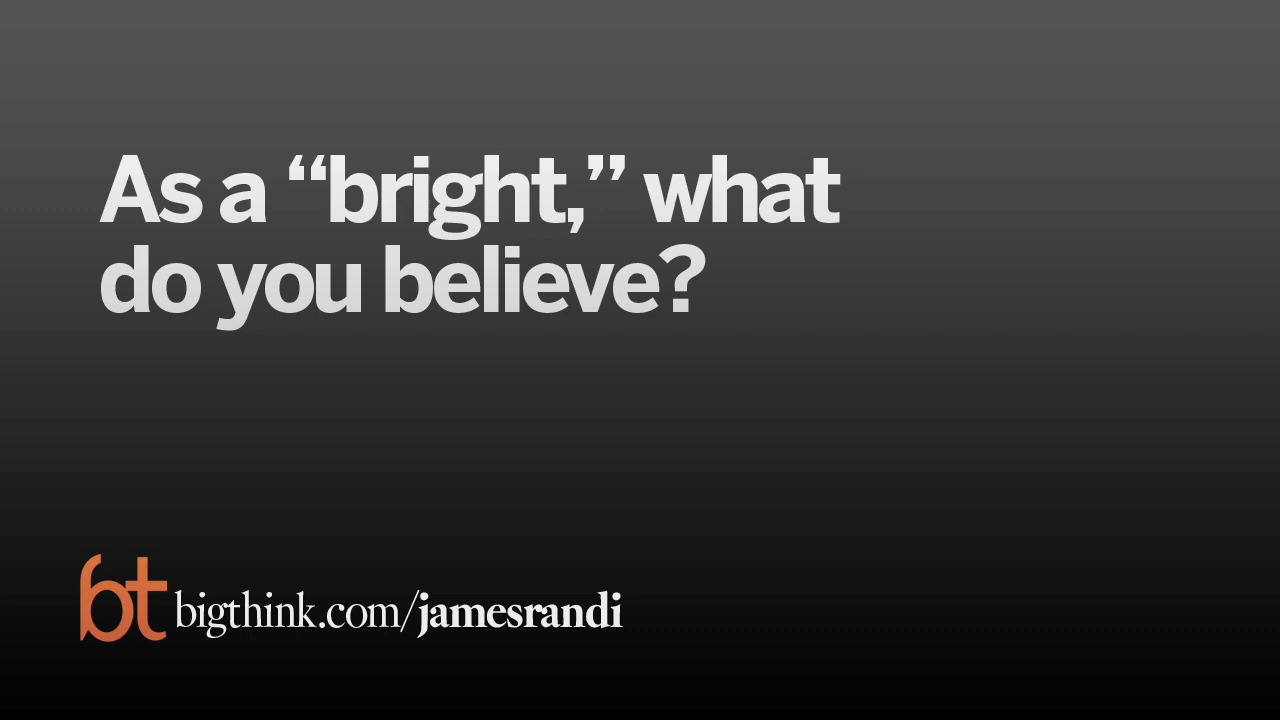 As a “bright,” what
do you believe?
bt bigthink.com/jamesrandi